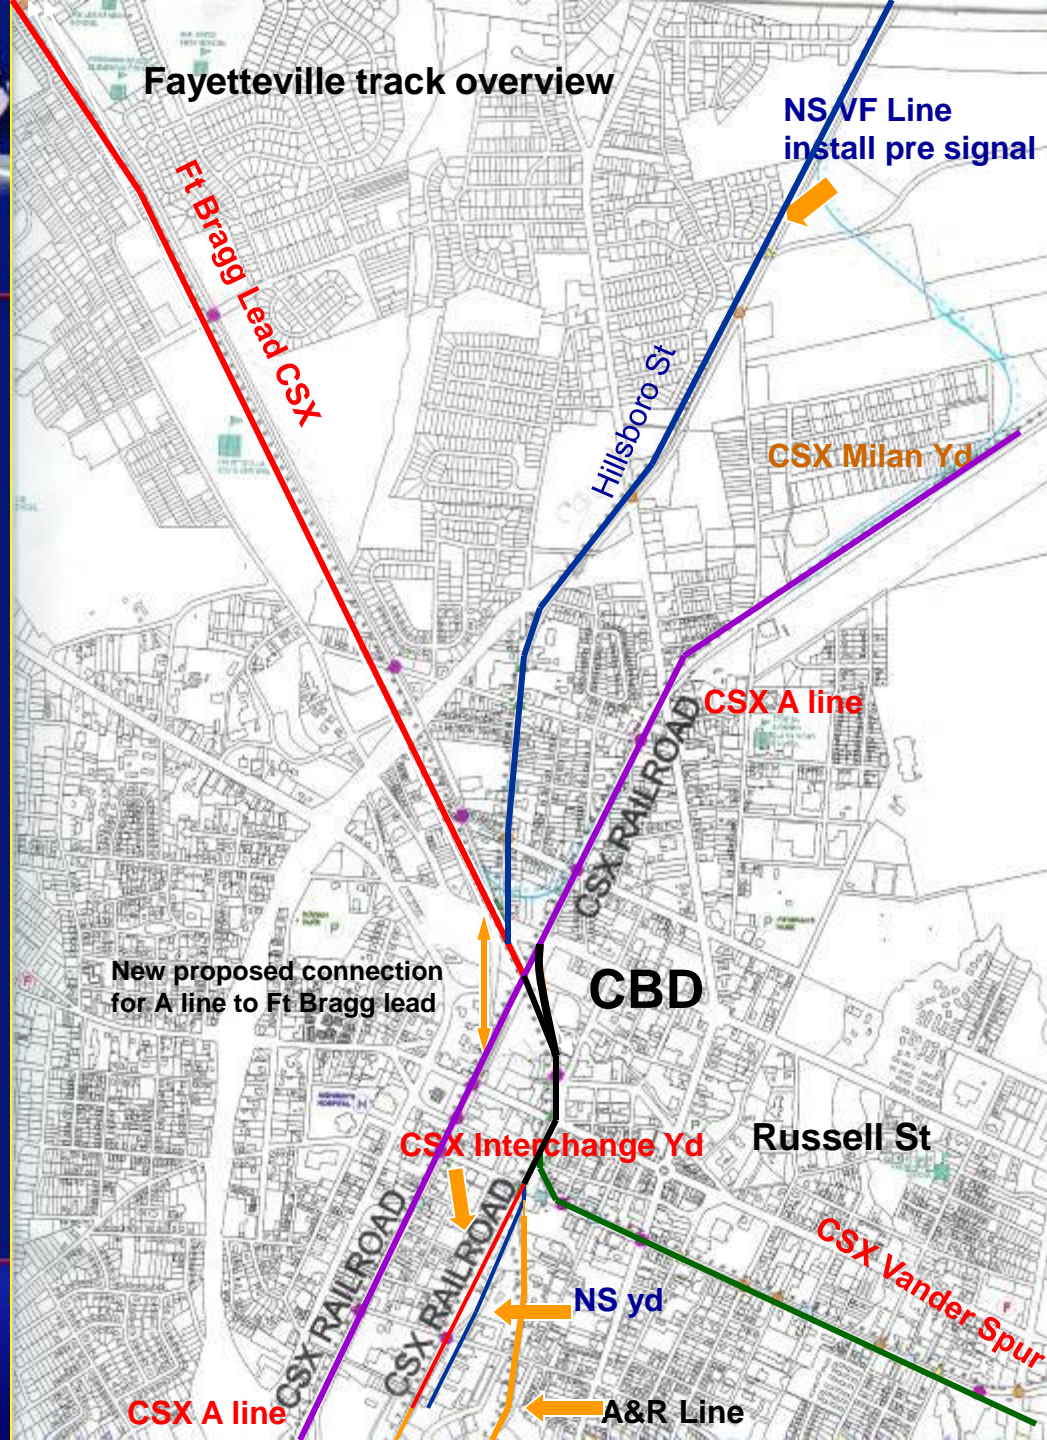 Fayetteville track overview
NS VF Line
install pre signal
Ft Bragg Lead CSX
Hillsboro St
CSX Milan Yd
CSX A line
CSX RAILROAD
New proposed connection
for A line to Ft Bragg lead
CBD
CSX Interchange Yd
Russell St
CSX RAILROAD
CSX RAILROAD
CSX Vander Spur
NS yd
CSX A line
A&R Line